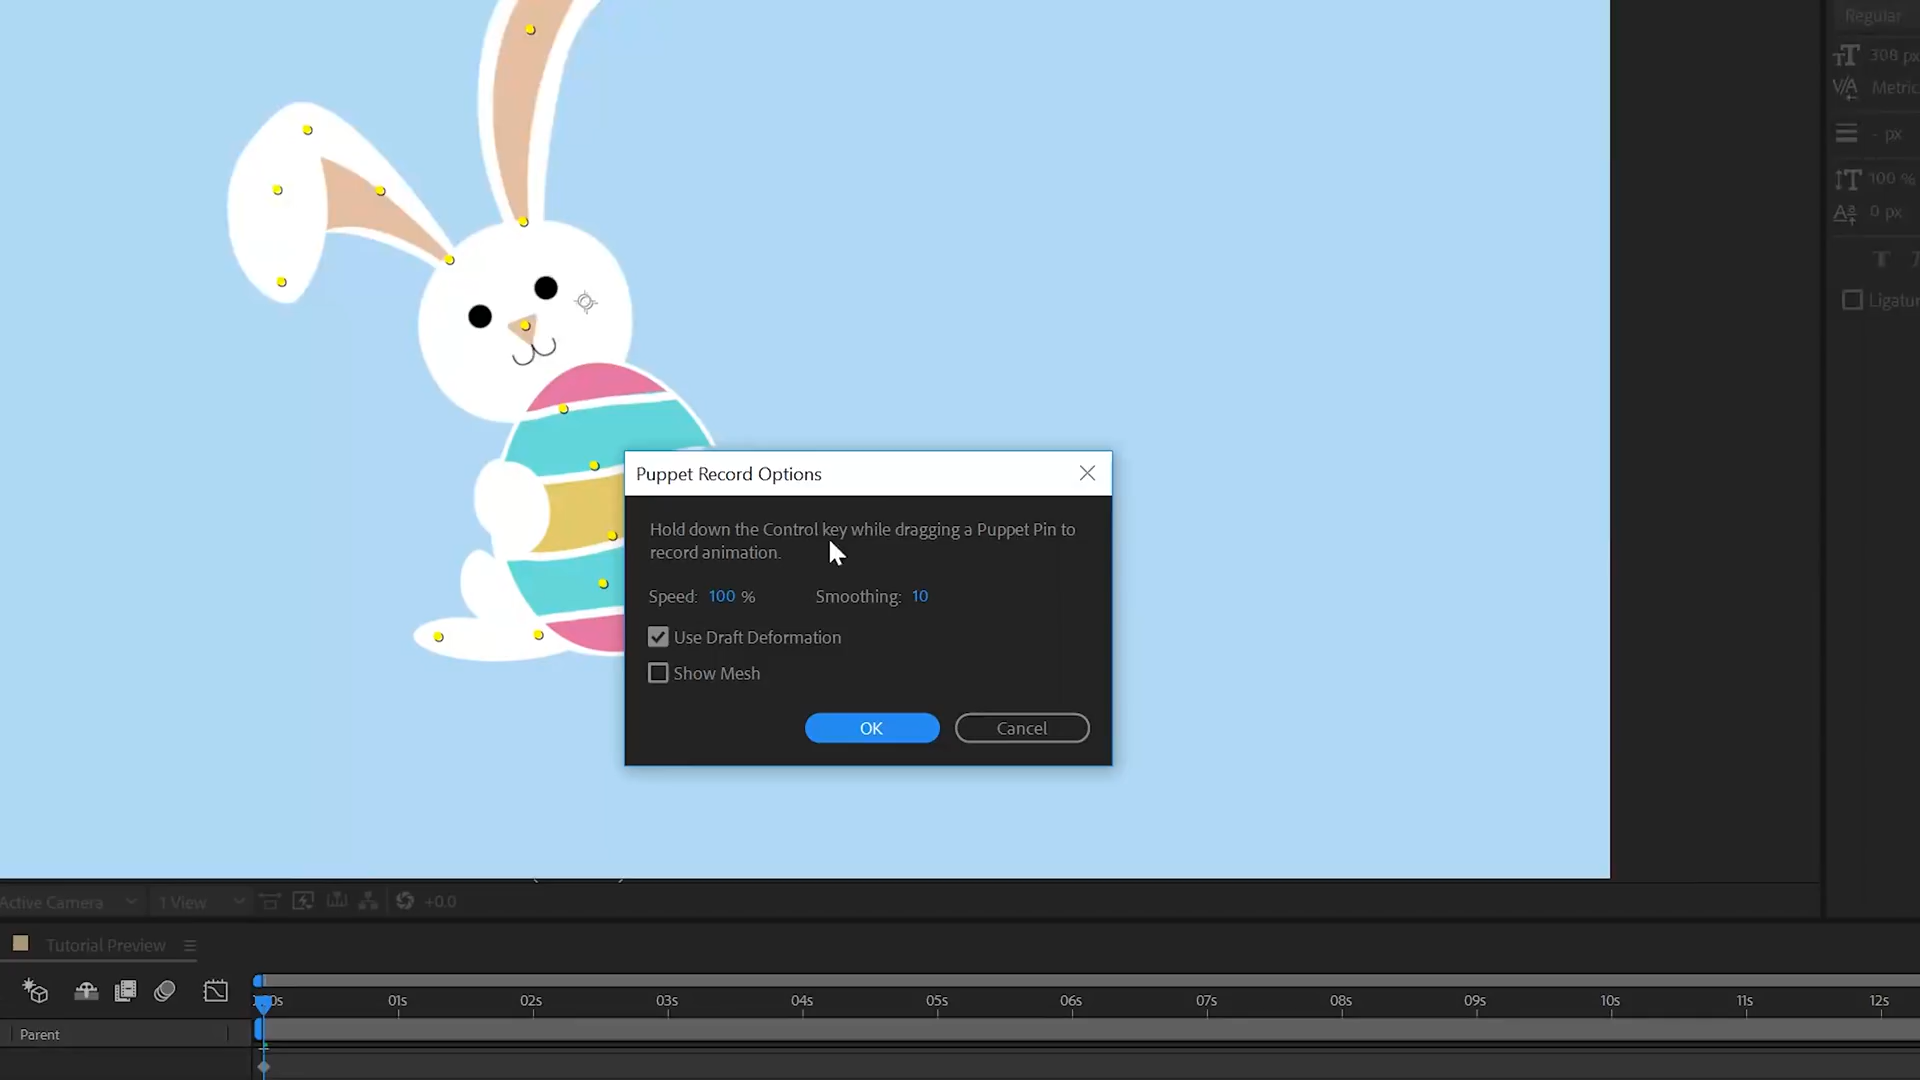 Regular
308 px
Metric
- px
100 %
0 px
T
Ligatur
Puppet Record Options
Hold down the Control key while dragging a Puppet Pin to
record animation.
Speed: 100 % Smoothing: 10
Use Draft Deformation
Show Mesh
OK Cancel
Active Camera 1 View +0.0
Tutorial Preview
01s 02s 03s 04s 05s 06s 07s 08s 09s 10s 11s 12s
Parent